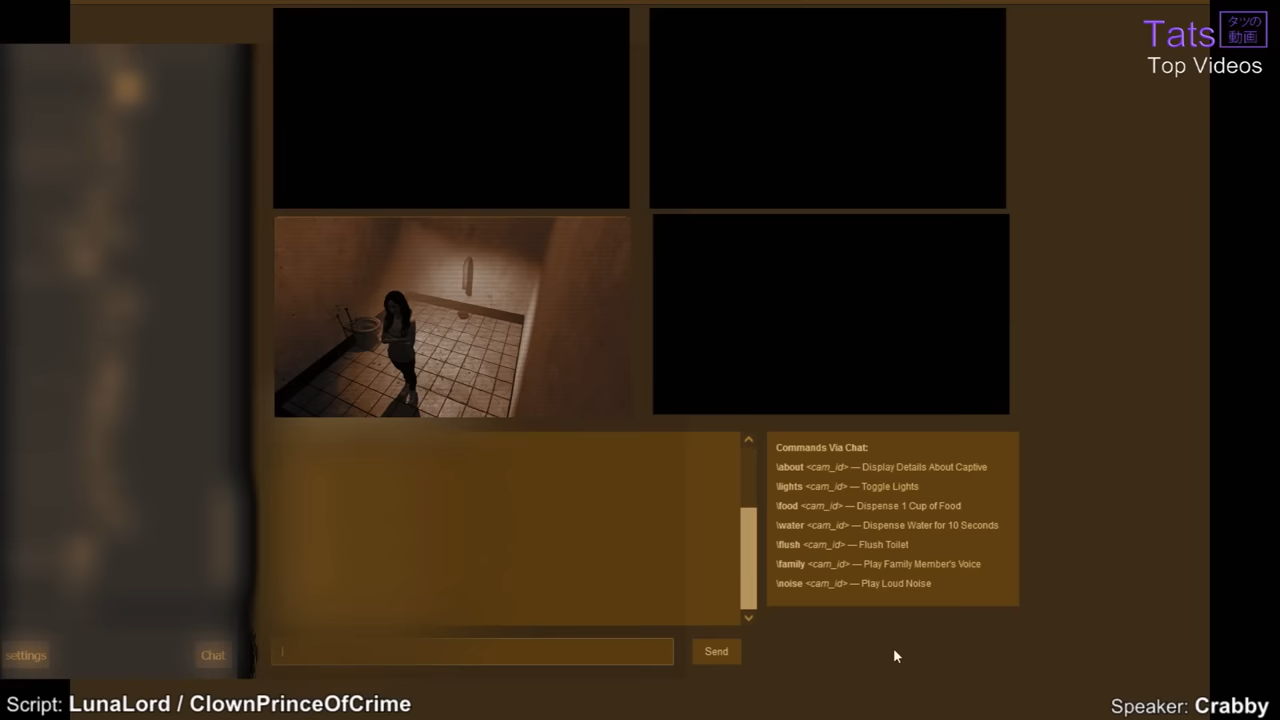 Tats
タツの
動画
Top Videos
Commands Via Chat:
\about <cam_id> — Display Details About Captive
\lights <cam_id> — Toggle Lights
\food <cam_id> — Dispense 1 Cup of Food
\water <cam_id> — Dispense Water for 10 Seconds
\flush <cam_id> — Flush Toilet
\family <cam_id> — Play Family Member's Voice
\noise <cam_id> — Play Loud Noise
settings
Chat
Send
Script: LunaLord / ClownPrinceOfCrime
Speaker: Crabby